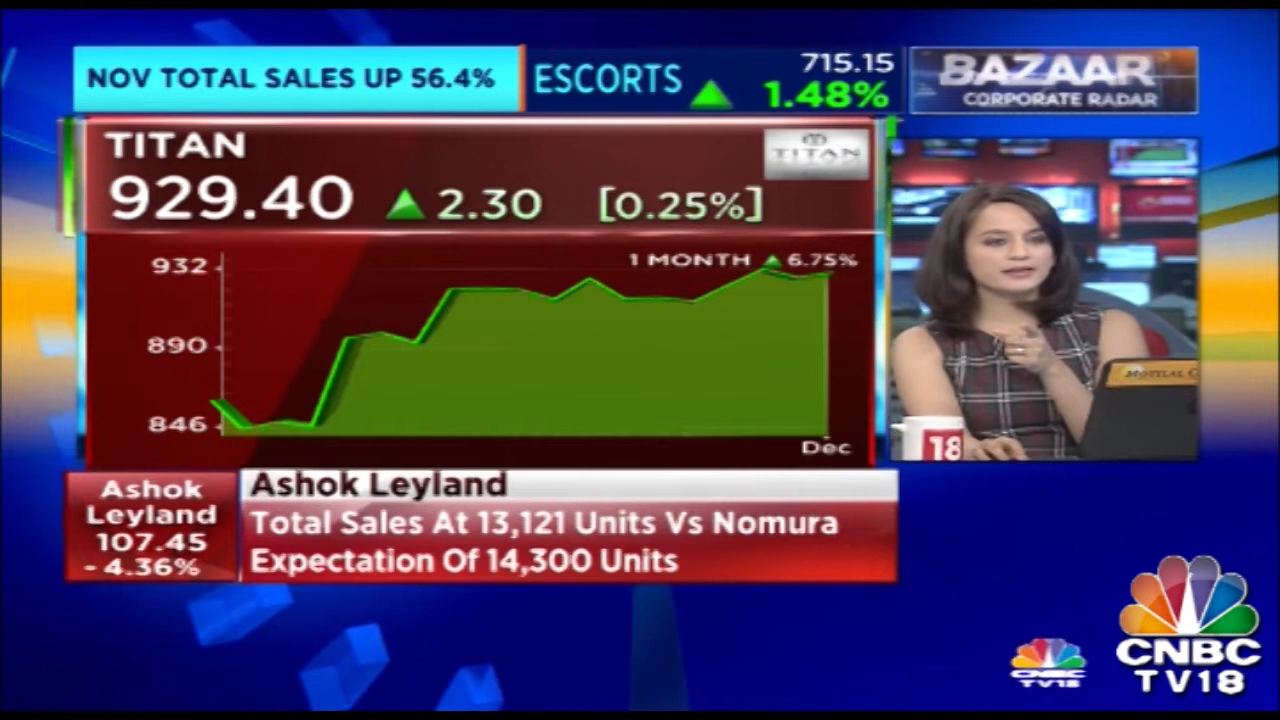 NOV TOTAL SALES UP 56.4%
ESCORTS
715.15
1.48%
BAZAAR
CORPORATE RADAR
TITAN
TITAN
929.40 2.30 [0.25%]
1 MONTH 6.75%
932
890
846
Dec
18
Ashok
Leyland
107.45
- 4.36%
Ashok Leyland
Total Sales At 13,121 Units Vs Nomura
Expectation Of 14,300 Units
CNBC
TV18
CNBC
TV18